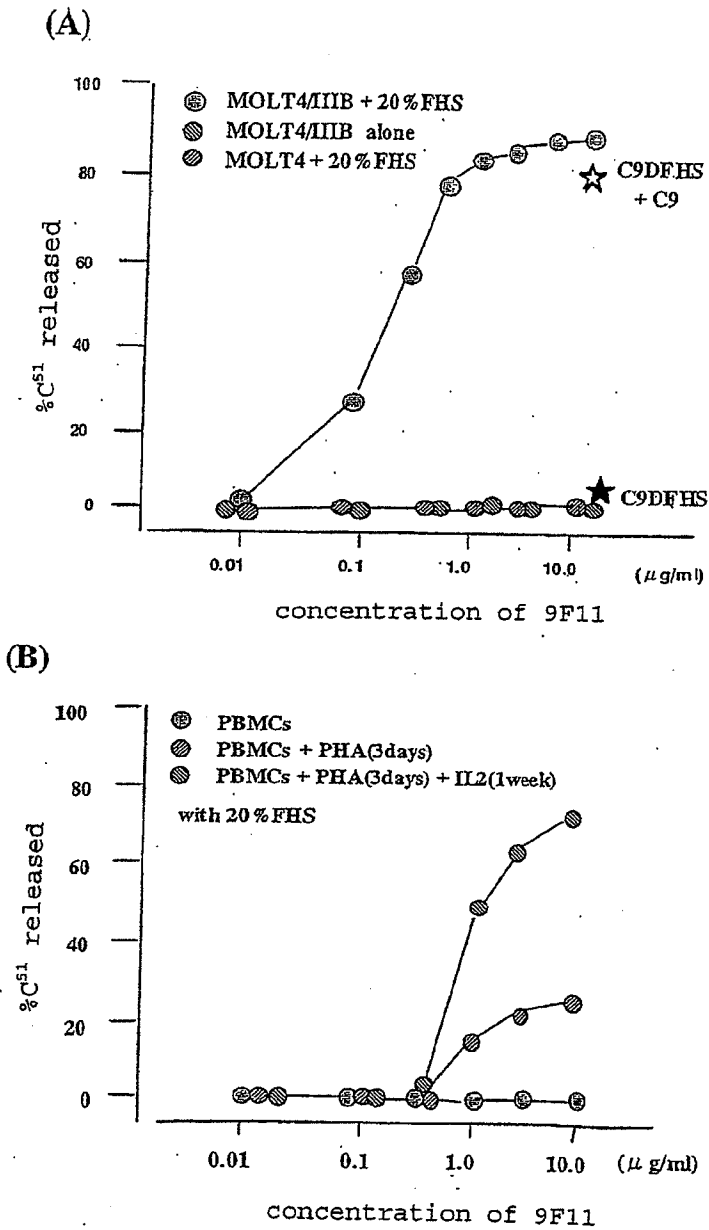 (A)
100
80
60
40
20
0
%C⁵¹ released
MOLT4/IIIB + 20%FHS
MOLT4/IIIB alone
MOLT4 + 20%FHS
C9DFHS
+ C9
C9DFHS
0.01
0.1
1.0
10.0
(μg/ml)
concentration of 9F11
(B)
100
80
60
40
20
0
%C⁵¹ released
PBMCs
PBMCs + PHA(3days)
PBMCs + PHA(3days) + IL2(1week)
with 20%FHS
0.01
0.1
1.0
10.0
(μ g/ml)
concentration of 9F11